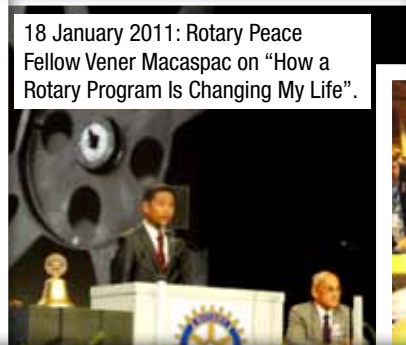 18 January 2011: Rotary Peace
Fellow Vener Macaspac on “How a
Rotary Program Is Changing My Life”.